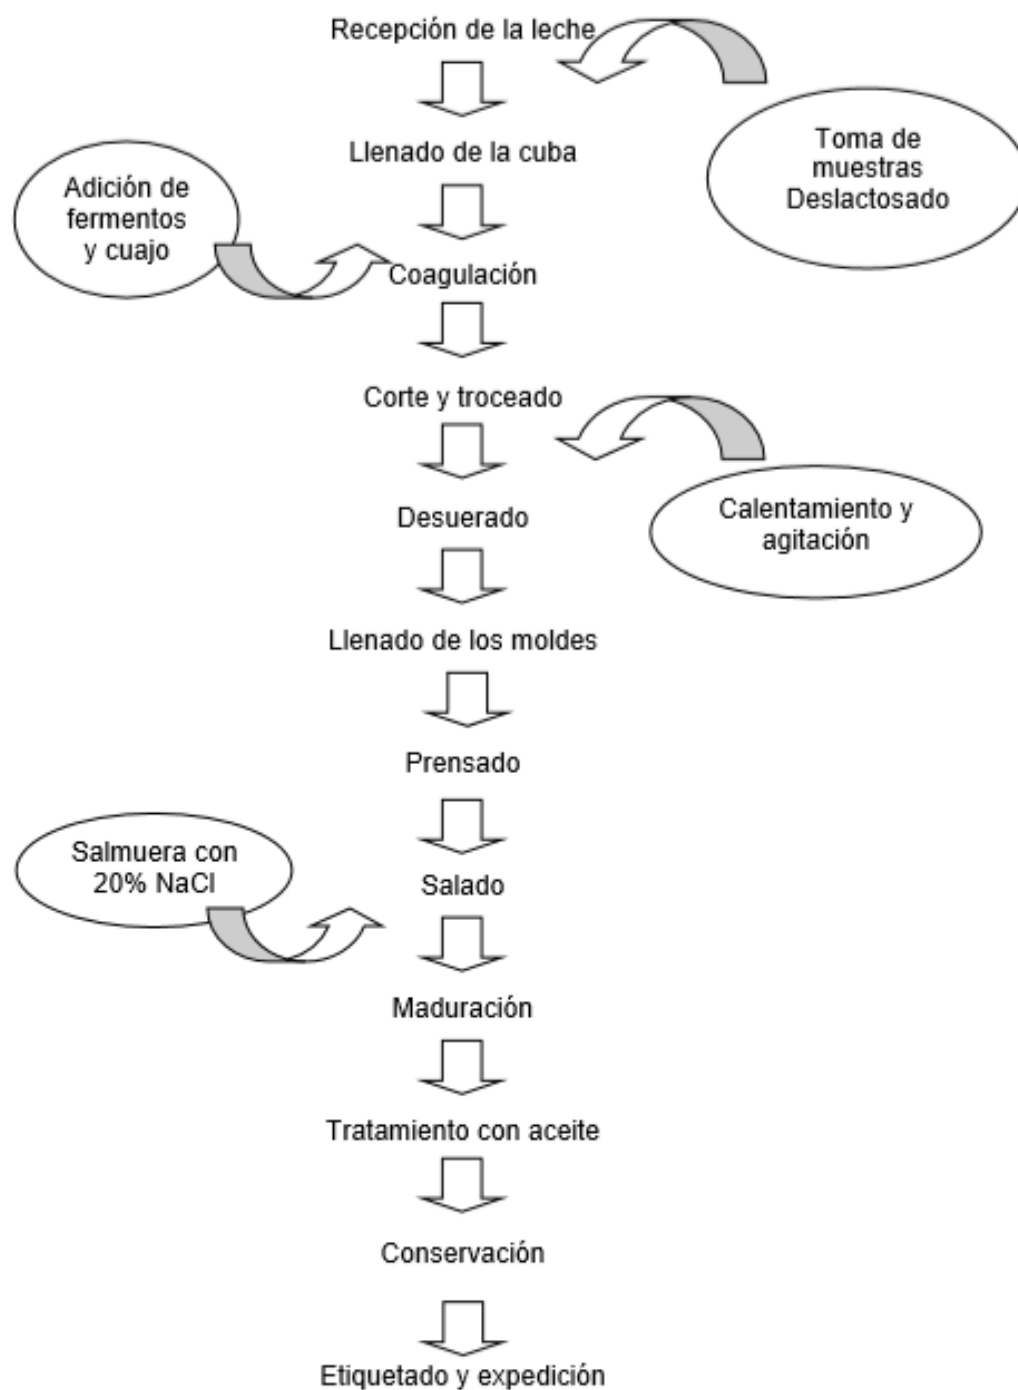 Recepción de la leche
Toma de
muestras
Deslactosado
Llenado de la cuba
Adición de
fermentos
y cuajo
Coagulación
Corte y troceado
Calentamiento y
agitación
Desuerado
Llenado de los moldes
Prensado
Salmuera con
20% NaCl
Salado
Maduración
Tratamiento con aceite
Conservación
Etiquetado y expedición